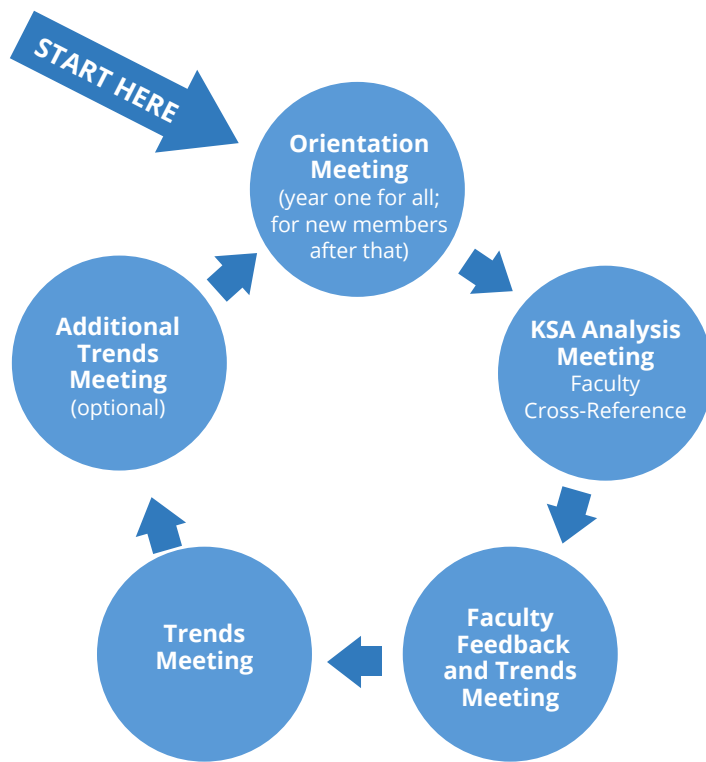 START HERE
Orientation
Meeting
(year one for all;
for new members
after that)
KSA Analysis
Meeting
Faculty
Cross-Reference
Faculty
Feedback
and Trends
Meeting
Trends
Meeting
Additional
Trends
Meeting
(optional)